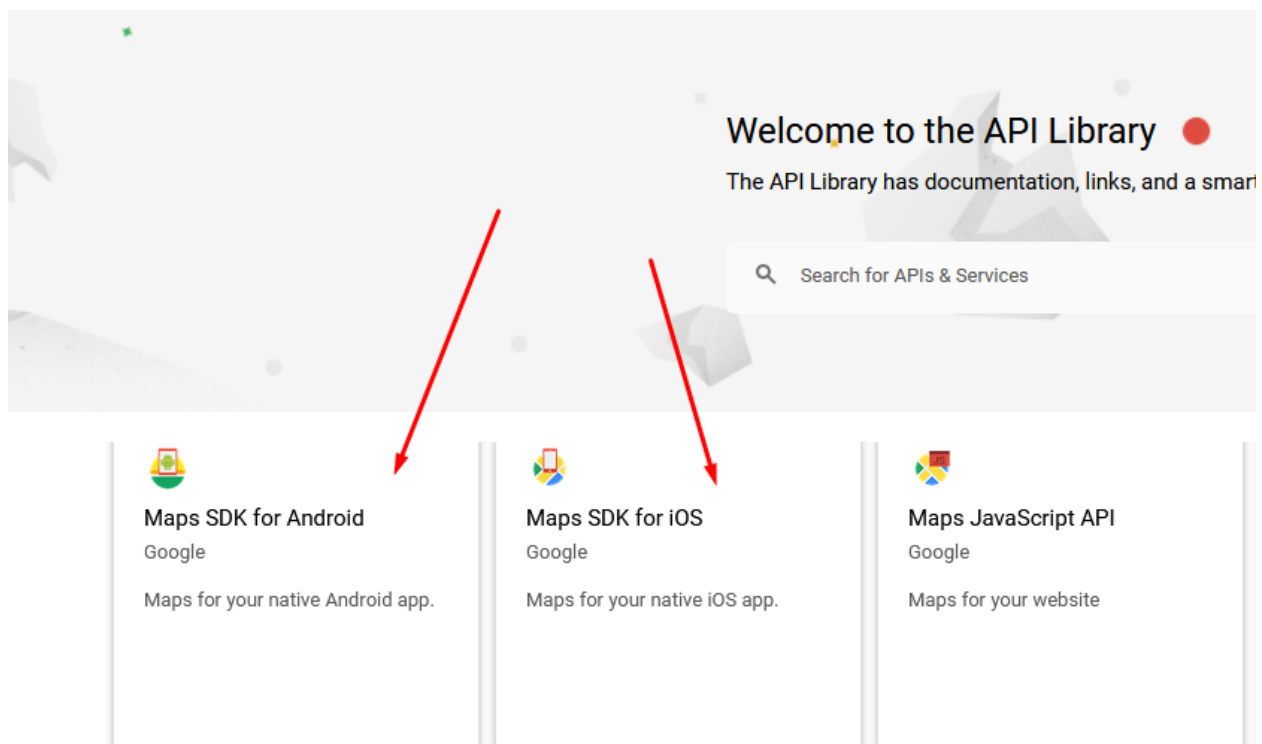 Welcome to the API Library
The API Library has documentation, links, and a smart
Search for APIs & Services
JS
Maps SDK for Android
Google
Maps for your native Android app.
Maps SDK for iOS
Google
Maps for your native iOS app.
Maps JavaScript API
Google
Maps for your website